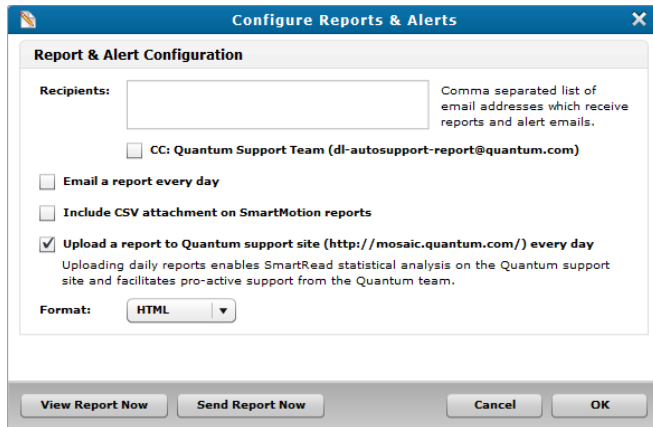 Configure Reports & Alerts
Report & Alert Configuration
Recipients:
Comma separated list of
email addresses which receive
reports and alert emails.
CC: Quantum Support Team (dl-autosupport-report@quantum.com)
Email a report every day
Include CSV attachment on SmartMotion reports
Upload a report to Quantum support site (http://mosaic.quantum.com/) every day
Uploading daily reports enables SmartRead statistical analysis on the Quantum support
site and facilitates pro-active support from the Quantum team.
Format: HTML
View Report Now Send Report Now Cancel OK